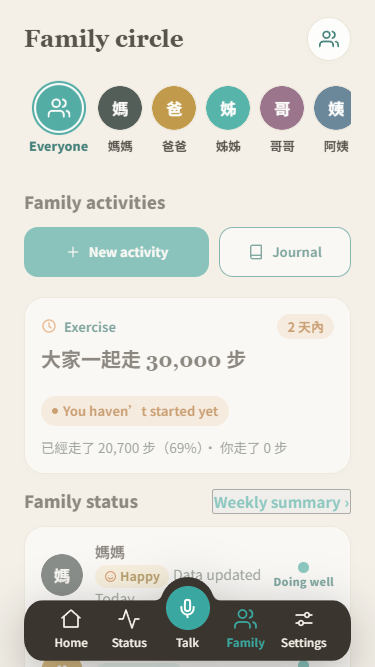 Family circle
媽 爸 姊 哥 姨
Everyone 媽媽 爸爸 姊姊 哥哥 阿姨
Family activities
+ New activity Journal
Exercise 2 天內
大家一起走 30,000 步
• You haven’t started yet
已經走了 20,700 步（69%）· 你走了 0 步
Family status Weekly summary ›
媽媽
媽 Happy Data updated Doing well
Today
Home Status Talk Family Settings